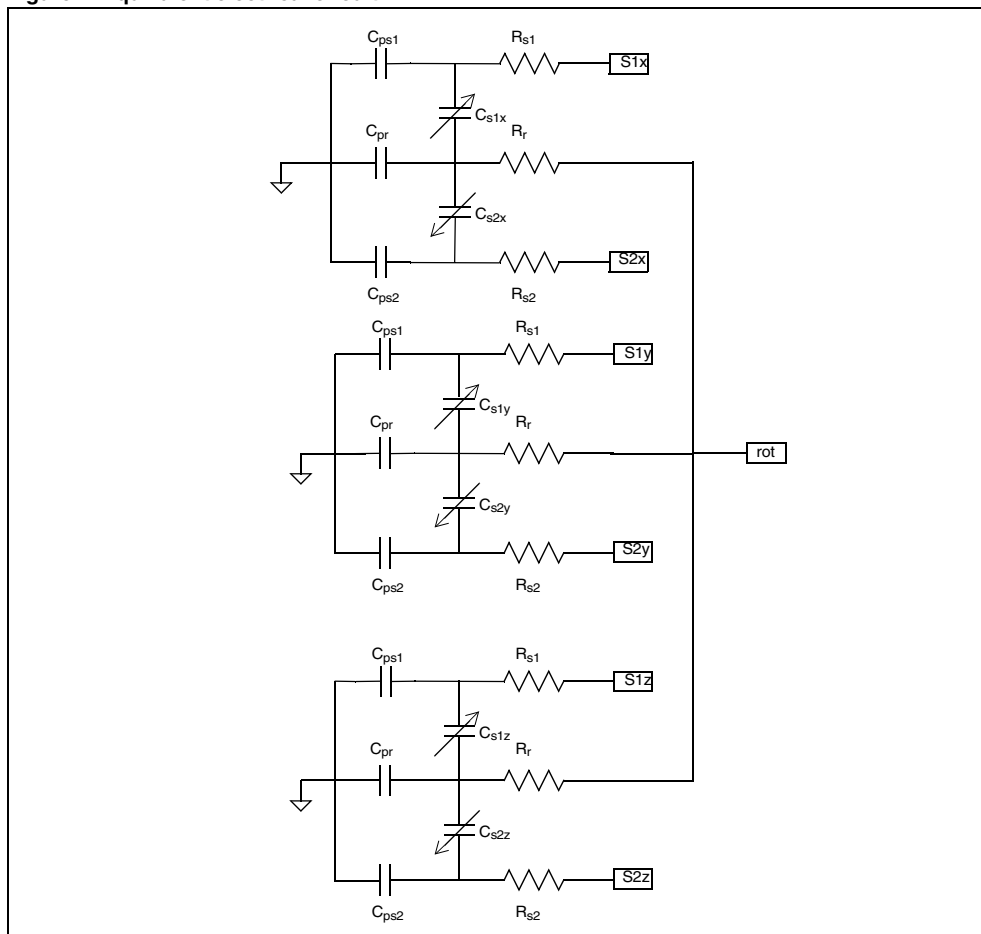 Cps1 Rs1 S1x
Cs1x
Cpr Rr
Cs2x
S2x
Cps2 Rs2
Cps1 Rs1 S1y
Cs1y
Cpr Rr
rot
Cs2y
S2y
Cps2 Rs2
Cps1 Rs1 S1z
Cs1z
Cpr Rr
Cs2z
S2z
Cps2 Rs2